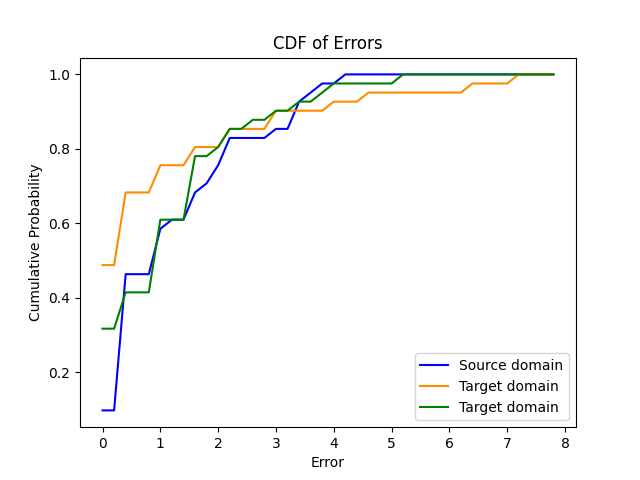 CDF of Errors
Cumulative Probability
1.0
0.8
0.6
0.4
0.2
0 1 2 3 4 5 6 7 8
Error
Source domain
Target domain
Target domain